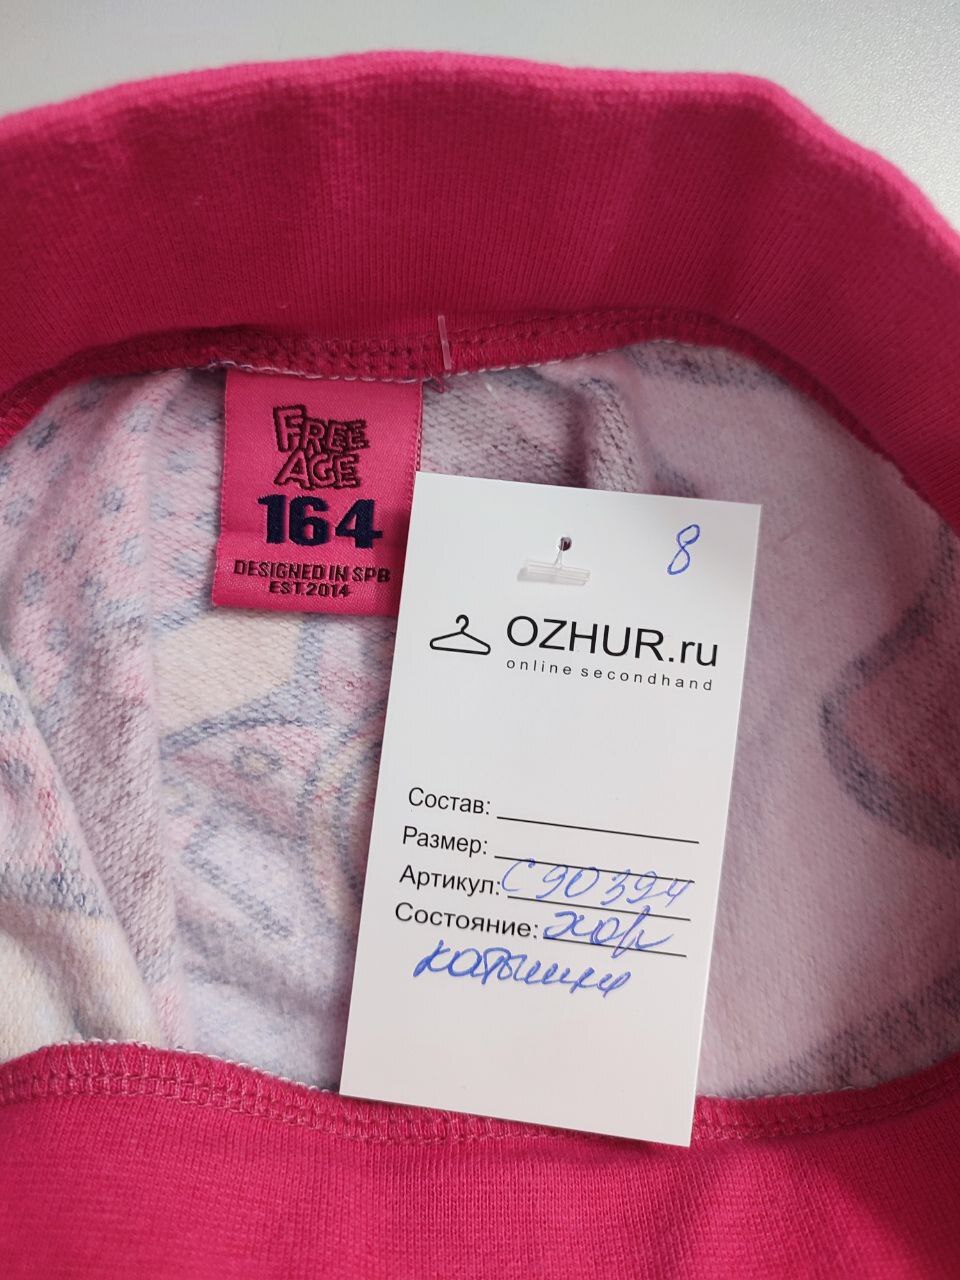 FREE
AGE
164
DESIGNED IN SPB
EST.2014
8
OZHUR.ru
online secondhand
Состав:
Размер:
Артикул: С90394
Состояние: хор
катышки